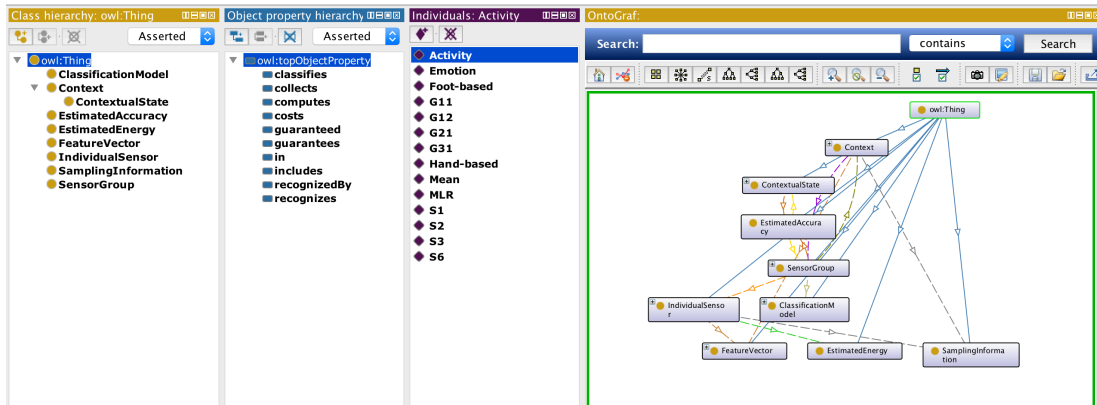 Class hierarchy: owl:Thing
Asserted
owl:Thing
ClassificationModel
Context
ContextualState
EstimatedAccuracy
EstimatedEnergy
FeatureVector
IndividualSensor
SamplingInformation
SensorGroup
Object property hierarchy
Asserted
owl:topObjectProperty
classifies
collects
computes
costs
guaranteed
guarantees
in
includes
recognizedBy
recognizes
Individuals: Activity
Activity
Emotion
Foot-based
G11
G12
G21
G31
Hand-based
Mean
MLR
S1
S2
S3
S6
OntoGraf:
Search:
contains
Search
owl:Thing
Context
ContextualState
EstimatedAccura
cy
SensorGroup
IndividualSenso
r
ClassificationM
odel
FeatureVector
EstimatedEnergy
SamplingInforma
tion